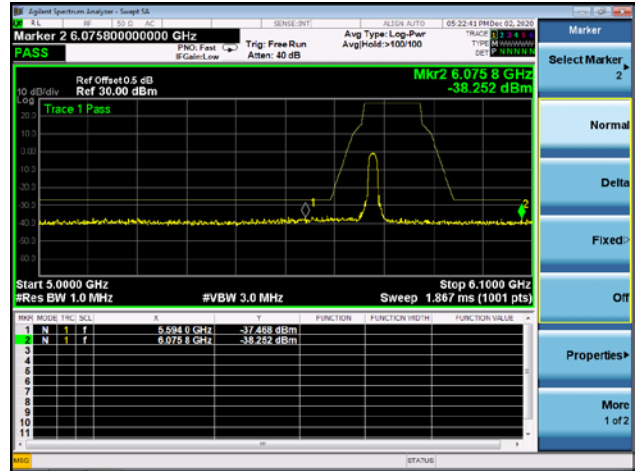 Agilent Spectrum Analyzer - Swept SA
RL RF 50 Ω AC SENSE:INT ALIGN AUTO 05:22:41 PM Dec 02, 2020
Marker 2 6.075800000000 GHz
PNO: Fast Trig: Free Run Avg Type: Log-Pwr TRACE 1 2 3 4 5 6
IFGain:Low Atten: 40 dB Avg|Hold:>100/100 TYPE M
DET P N N N N N
PASS
Mkr2 6.075 8 GHz
-38.252 dBm
Ref Offset 0.5 dB
10 dB/div Ref 30.00 dBm
Log
Trace 1 Pass
20.0
10.0
0.00
-10.0
-20.0
-30.0
-40.0
-50.0
-60.0
1
2
Start 5.0000 GHz Stop 6.1000 GHz
#Res BW 1.0 MHz #VBW 3.0 MHz Sweep 1.867 ms (1001 pts)
MKR MODE TRC SCL X Y FUNCTION FUNCTION WIDTH FUNCTION VALUE
1 N 1 f 5.594 0 GHz -37.468 dBm
2 N 1 f 6.075 8 GHz -38.252 dBm
3
4
5
6
7
8
9
10
11
MSG STATUS
Marker
Select Marker
2
Normal
Delta
Fixed
Off
Properties
More
1 of 2